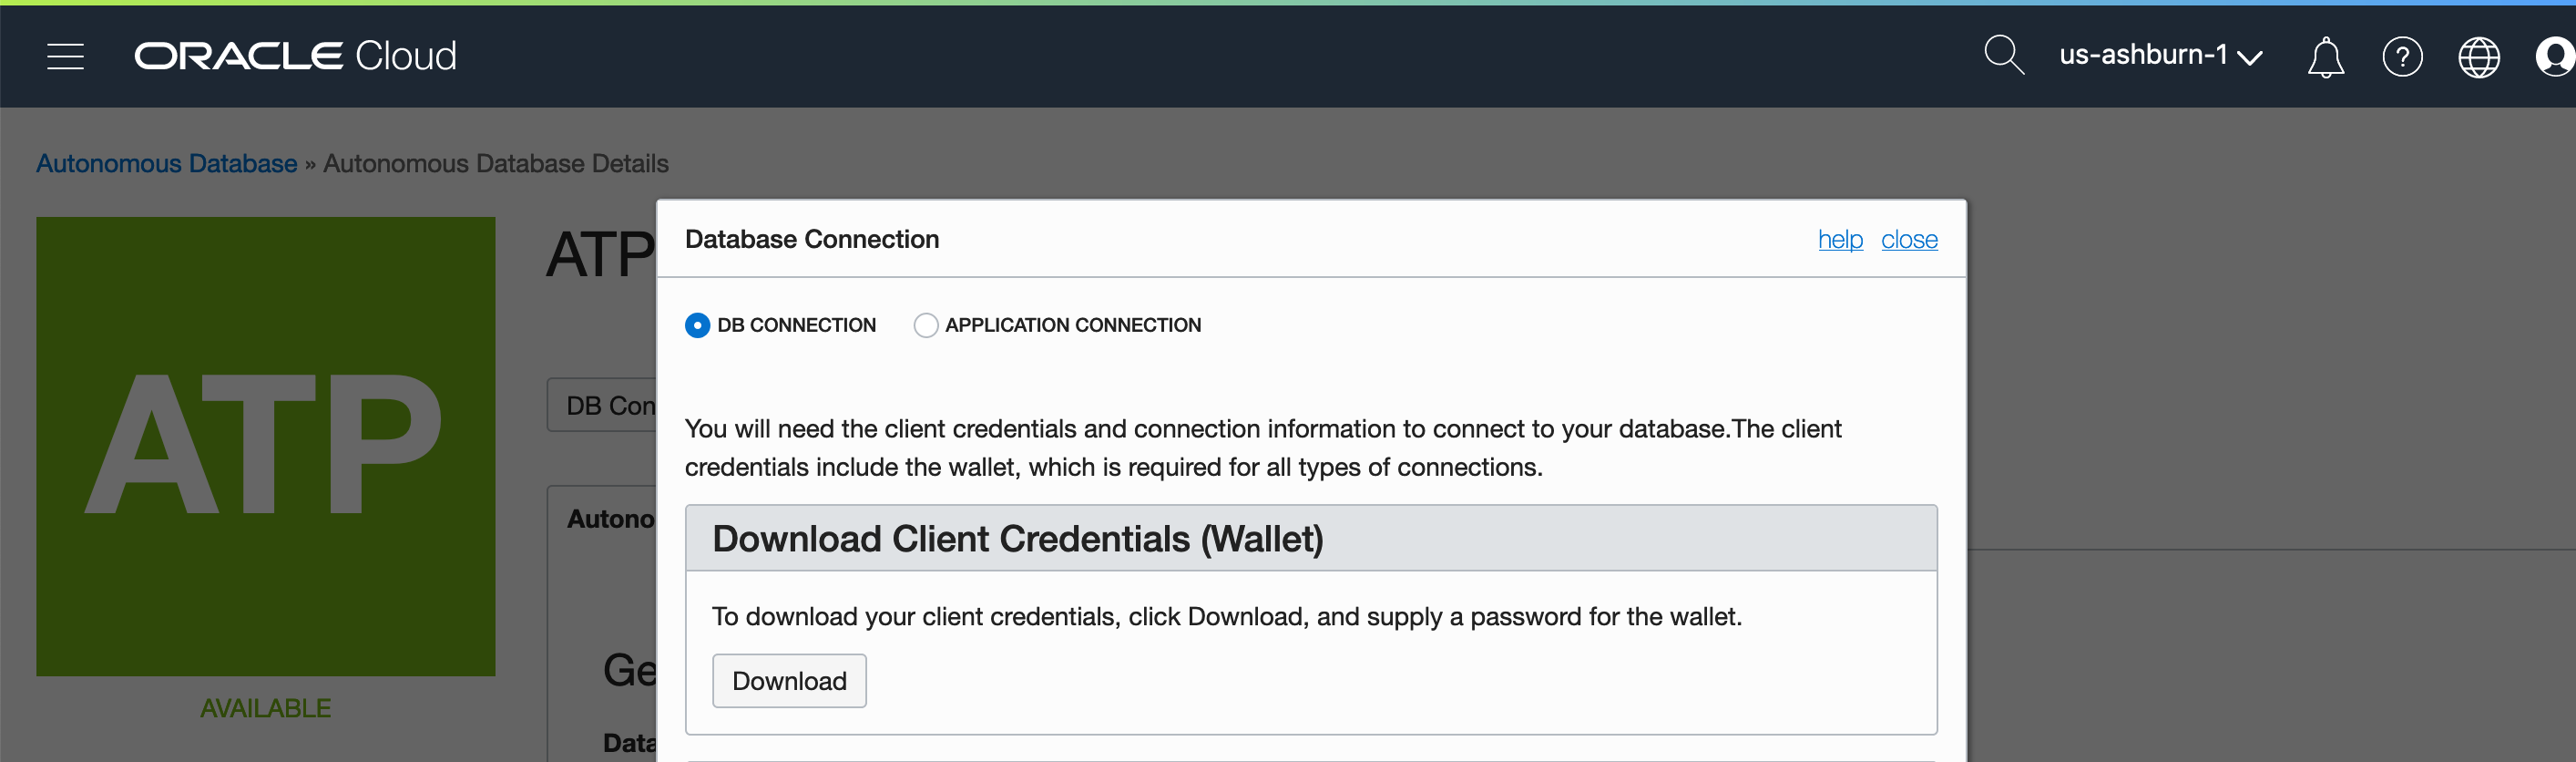 ORACLE Cloud
us-ashburn-1
?
Autonomous Database » Autonomous Database Details
ATP
ATP
DB Con
Autono
Ge
Data
AVAILABLE
Database Connection
help close
DB CONNECTION APPLICATION CONNECTION
You will need the client credentials and connection information to connect to your database.The client
credentials include the wallet, which is required for all types of connections.
Download Client Credentials (Wallet)
To download your client credentials, click Download, and supply a password for the wallet.
Download